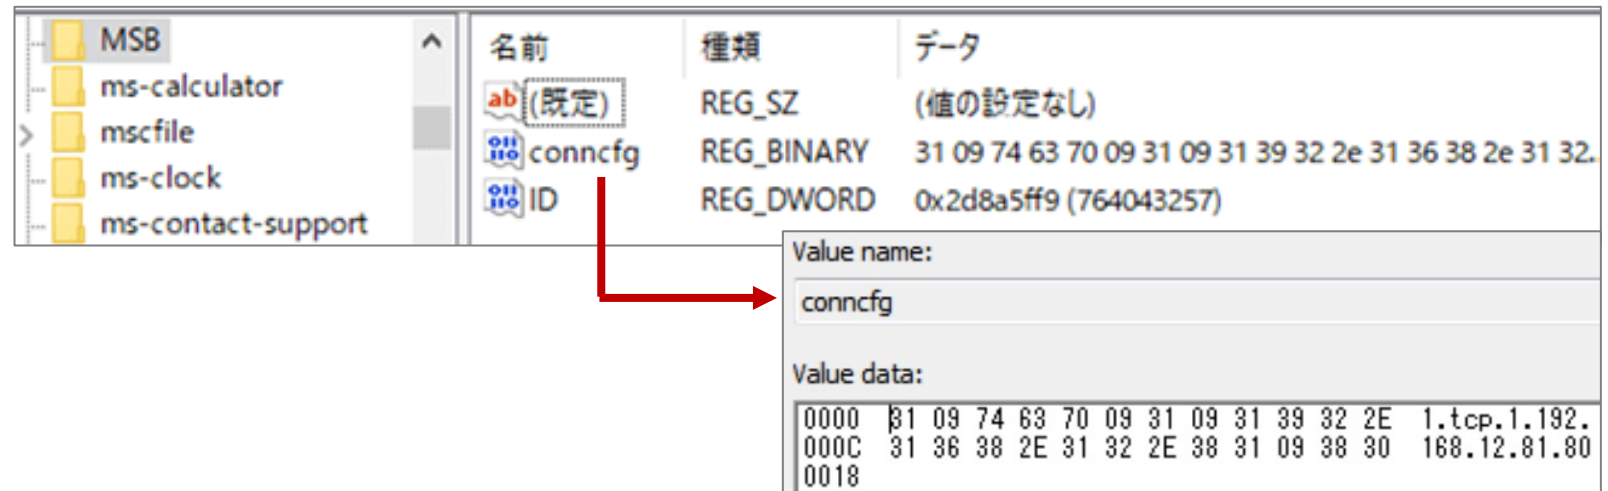 MSB
ms-calculator
mscfile
ms-clock
ms-contact-support
名前 種類 データ
(既定) REG_SZ (値の設定なし)
conncfg REG_BINARY 31 09 74 63 70 09 31 09 31 39 32 2e 31 36 38 2e 31 32...
ID REG_DWORD 0x2d8a5ff9 (764043257)
Value name:
conncfg
Value data:
0000 31 09 74 63 70 09 31 09 31 39 32 2E 1.tcp.1.192.
000C 31 36 38 2E 31 32 2E 38 31 09 38 30 168.12.81.80
0018